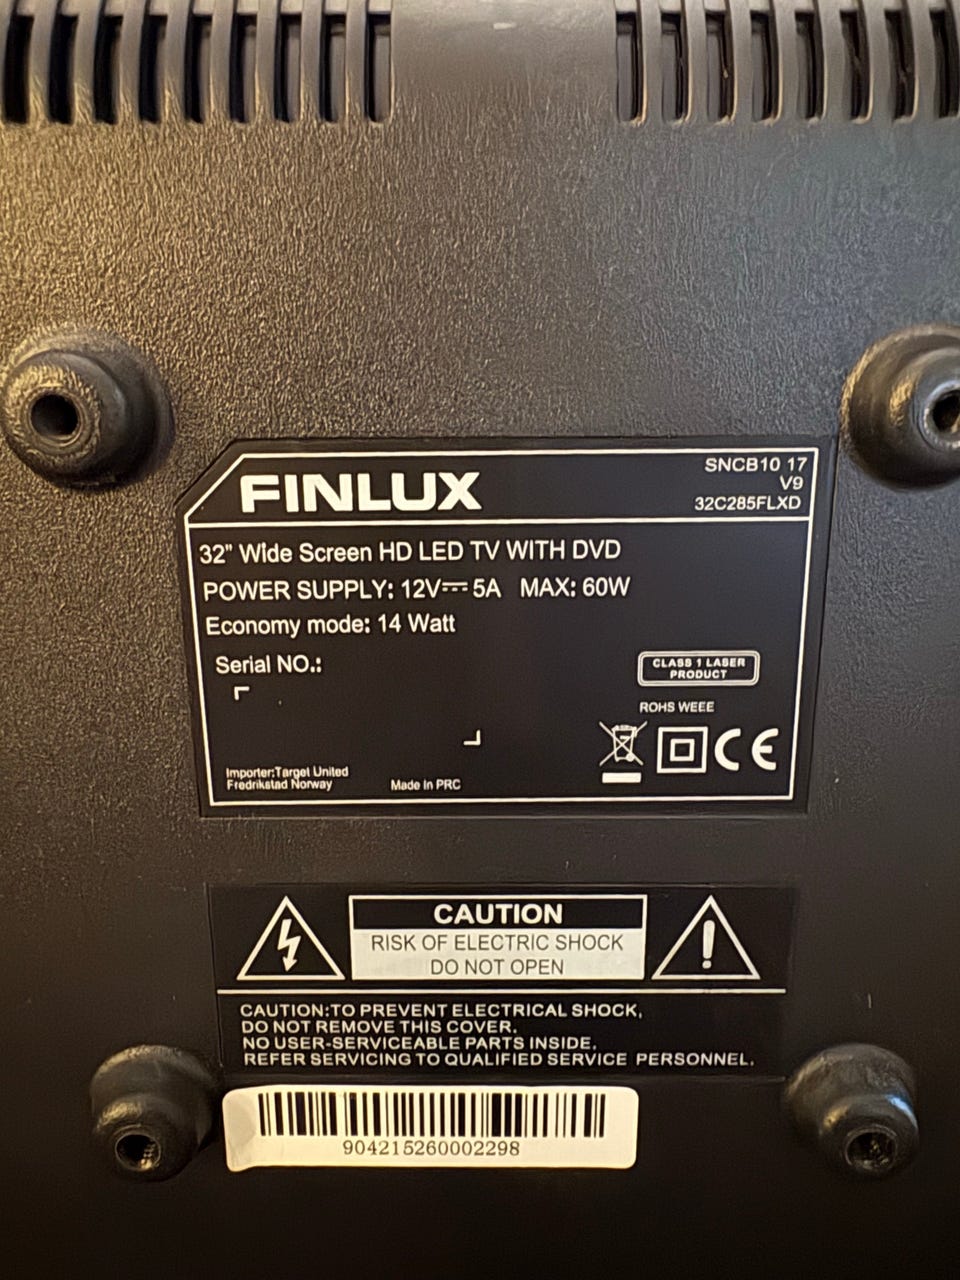 FINLUX
SNCB10 17
V9
32C285FLXD
32" Wide Screen HD LED TV WITH DVD
POWER SUPPLY: 12V⎓5A MAX: 60W
Economy mode: 14 Watt
Serial NO.:
CLASS 1 LASER
PRODUCT
ROHS WEEE
CE
Importer:Target United
Fredrikstad Norway
Made In PRC
CAUTION
RISK OF ELECTRIC SHOCK
DO NOT OPEN
CAUTION:TO PREVENT ELECTRICAL SHOCK,
DO NOT REMOVE THIS COVER.
NO USER-SERVICEABLE PARTS INSIDE.
REFER SERVICING TO QUALIFIED SERVICE PERSONNEL.
904215260002298